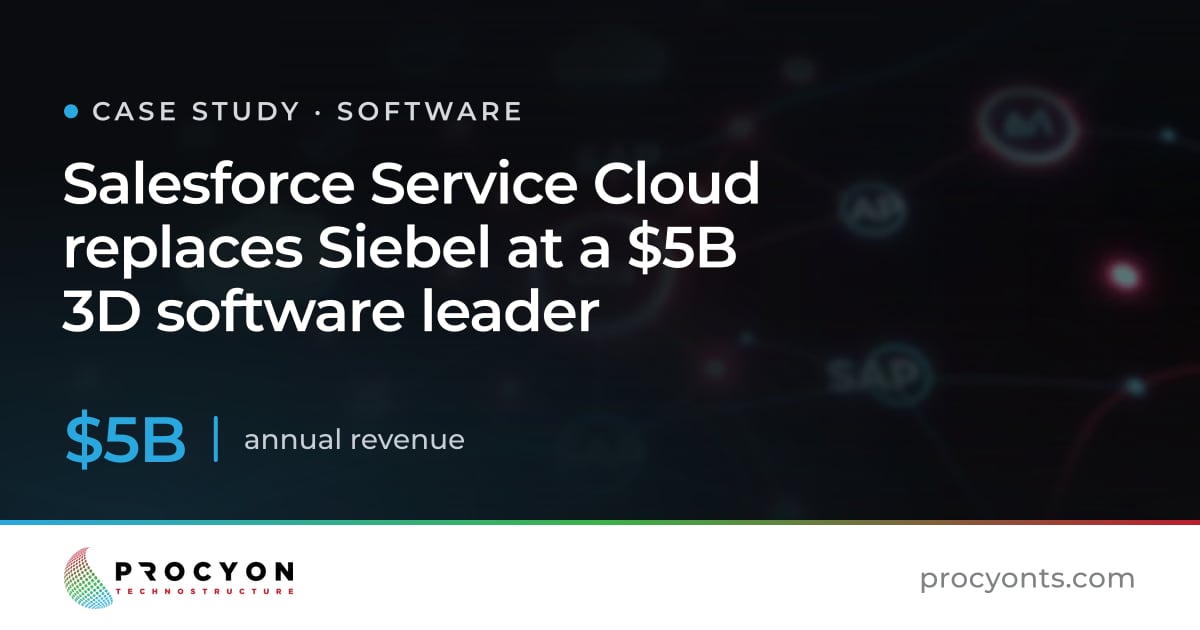 CASE STUDY · SOFTWARE
Salesforce Service Cloud
replaces Siebel at a $5B
3D software leader
$5B
annual revenue
SAP
PROCYON
TECHNOSTRUCTURE
procyonts.com